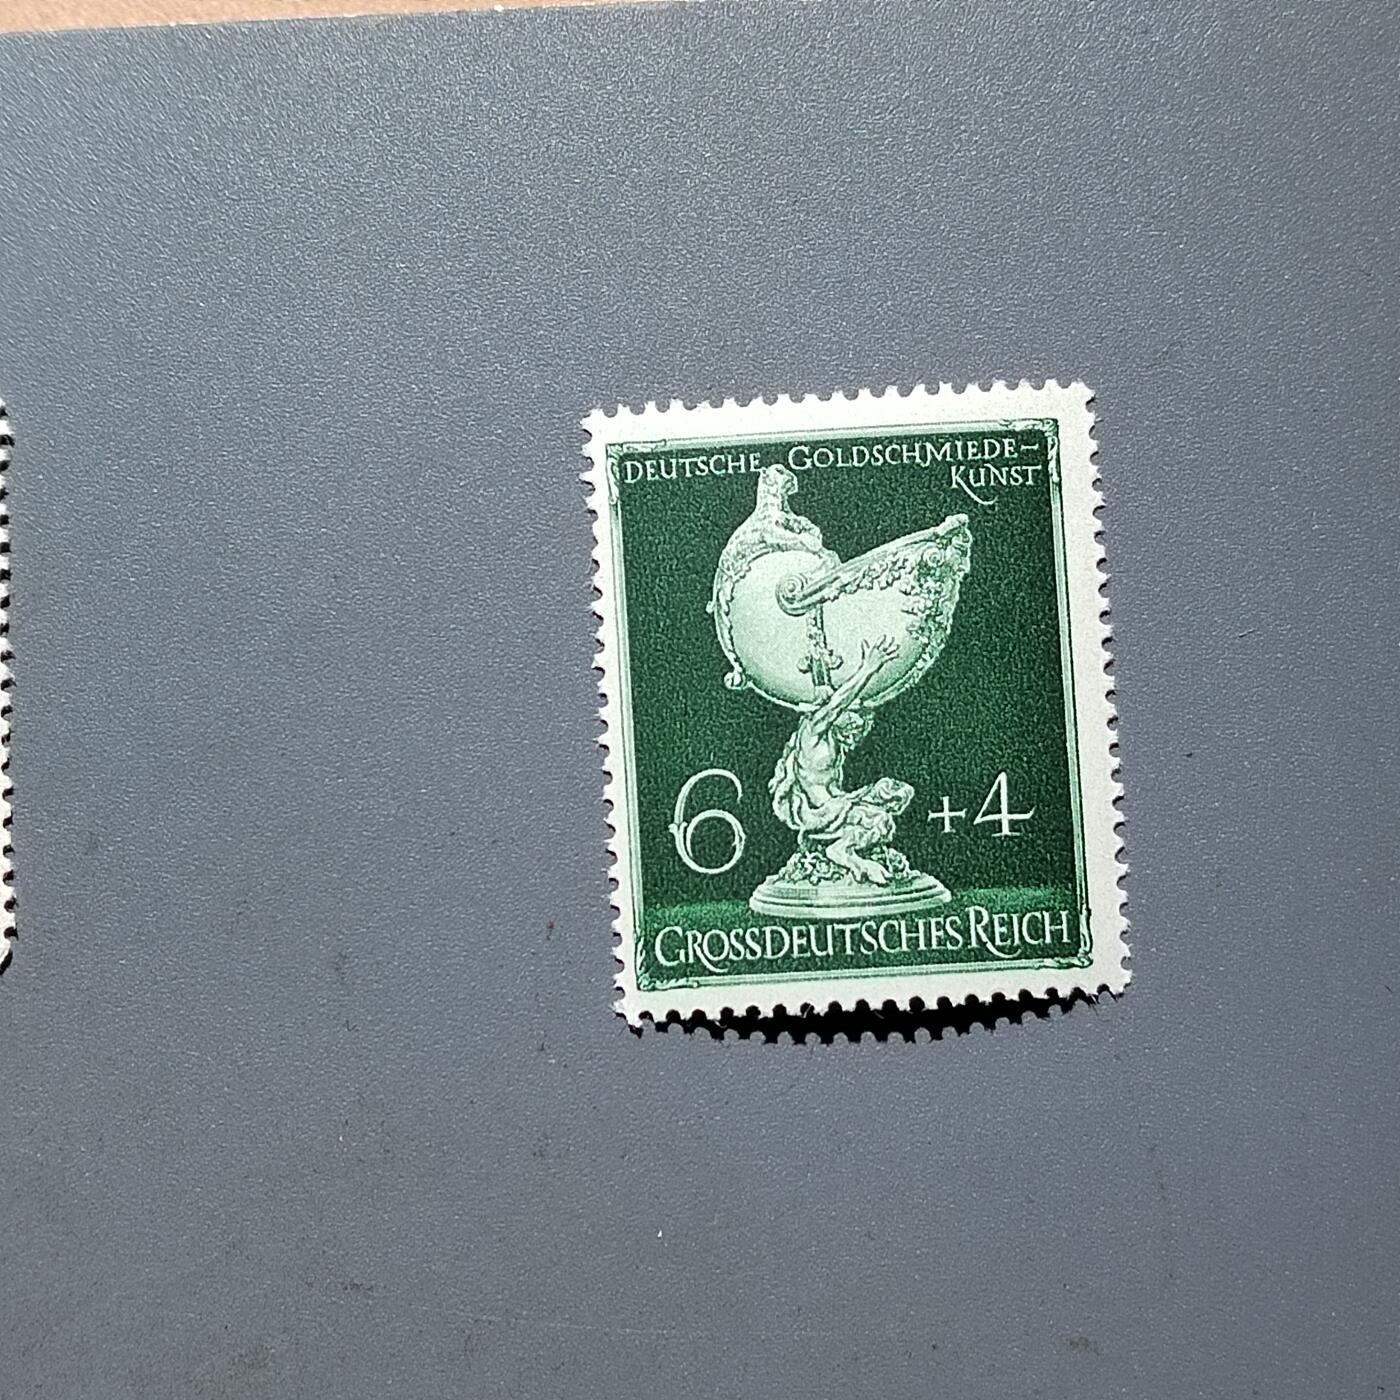 DEUTSCHE GOLDSCHMIEDE-
KUNST
6 +4
GROSSDEUTSCHES REICH